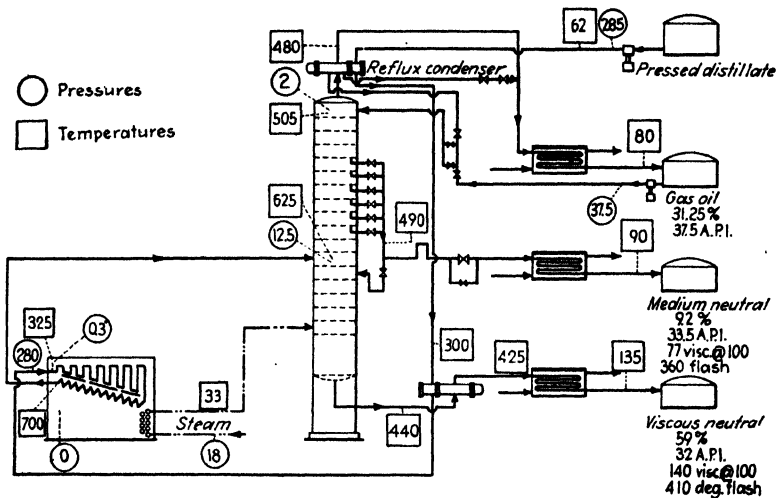 480
62
285
Reflux condenser
Pressed distillate
Pressures
Temperatures
2
505
80
625
12.5
490
37.5
Gas oil
31.25 %
37.5 A.P.I.
90
Medium neutral
9.2 %
33.5 A.P.I.
77 visc.@100
360 flash
325
0.3"
280
300
425
135
700
33
Steam
440
0
18
Viscous neutral
59 %
32 A.P.I.
140 visc@100
410 deg.flash